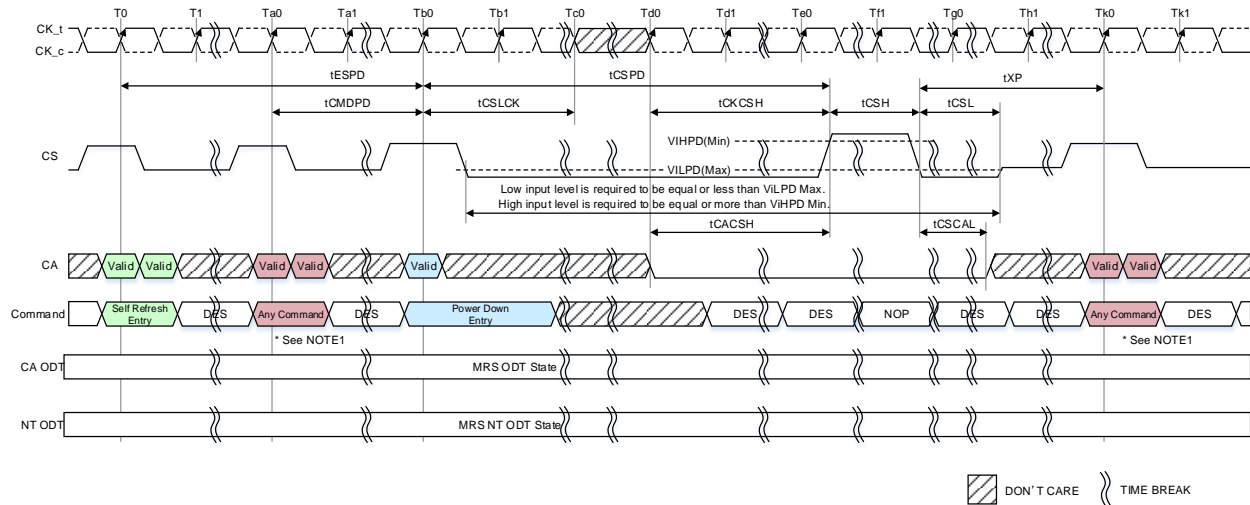 T0 T1 Ta0 Ta1 Tb0 Tb1 Tc0 Td0 Td1 Te0 Tf1 Tg0 Th1 Tk0 Tk1
CK_t
CK_c
tESPD tCSPD tXP
tCMDPD tCSLCK tCKCSH tCSH tCSL
VIHPD(Min)
CS
VILPD(Max)
Low input level is required to be equal or less than ViLPD Max.
High input level is required to be equal or more than ViHPD Min.
tCACSH tCSCAL
CA Valid Valid Valid Valid Valid Valid Valid
Command Self Refresh Entry DES Any Command DES Power Down Entry DES DES NOP DES DES Any Command DES
* See NOTE1 * See NOTE1
CA ODT MRS ODT State
NT ODT MRS NT ODT State
DON'T CARE TIME BREAK